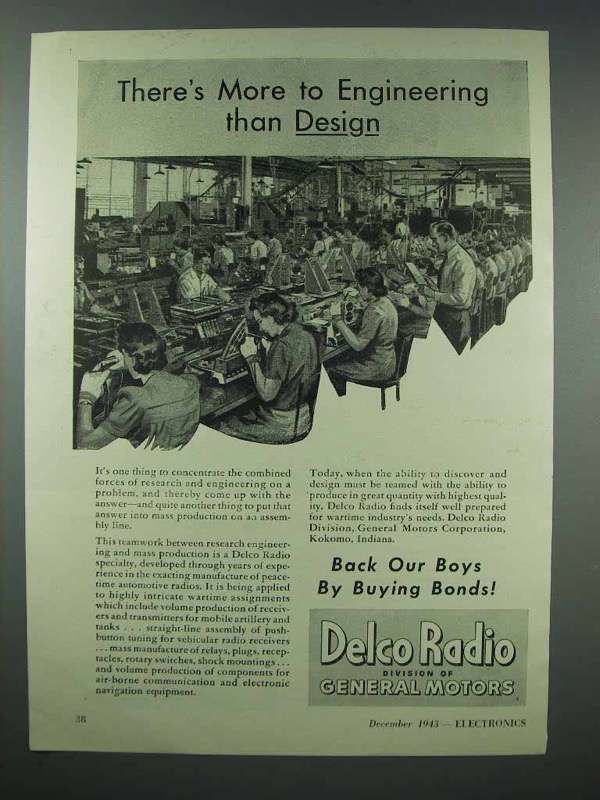 There's More to Engineering
than Design
It's one thing to concentrate the combined
forces of research and engineering on a
problem, and thereby come up with the
answer—and quite another thing to put that
answer into mass production on an assem-
bly line.
This teamwork between research engineer-
ing and mass production is a Delco Radio
specialty, developed through years of expe-
rience in the exacting manufacture of peace-
time automotive radios. It is being applied
to highly intricate wartime assignments
which include volume production of receiv-
ers and transmitters for mobile artillery and
tanks . . . straight-line assembly of push-
button tuning for vehicular radio receivers
. . . mass manufacture of relays, plugs, recep-
tacles, rotary switches, shock mountings . . .
and volume production of components for
air-borne communication and electronic
navigation equipment.
Today, when the ability to discover and
design must be teamed with the ability to
produce in great quantity with highest qual-
ity, Delco Radio finds itself well prepared
for wartime industry's needs. Delco Radio
Division, General Motors Corporation,
Kokomo, Indiana.
Back Our Boys
By Buying Bonds!
Delco Radio
DIVISION OF
GENERAL MOTORS
38
December 1943 — ELECTRONICS